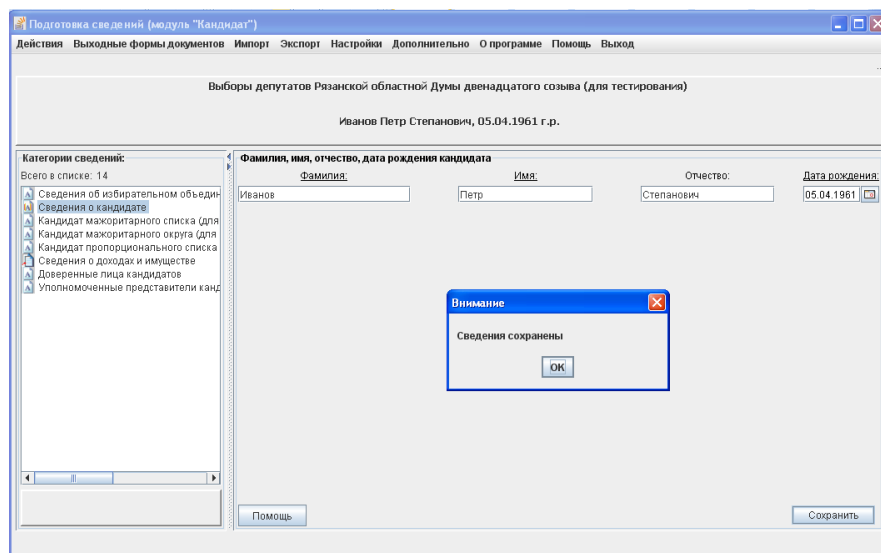 Подготовка сведений (модуль "Кандидат")
Действия Выходные формы документов Импорт Экспорт Настройки Дополнительно О программе Помощь Выход
Выборы депутатов Рязанской областной Думы двенадцатого созыва (для тестирования)
Иванов Петр Степанович, 05.04.1961 г.р.
Категории сведений:
Всего в списке: 14
Сведения об избирательном объедин
Сведения о кандидате
Кандидат мажоритарного списка (для
Кандидат мажоритарного округа (для
Кандидат пропорционального списка
Сведения о доходах и имуществе
Доверенные лица кандидатов
Уполномоченные представители канд
Фамилия, имя, отчество, дата рождения кандидата
Фамилия: Имя: Отчество: Дата рождения:
Иванов Петр Степанович 05.04.1961
Внимание
Сведения сохранены
ОК
Помощь Сохранить